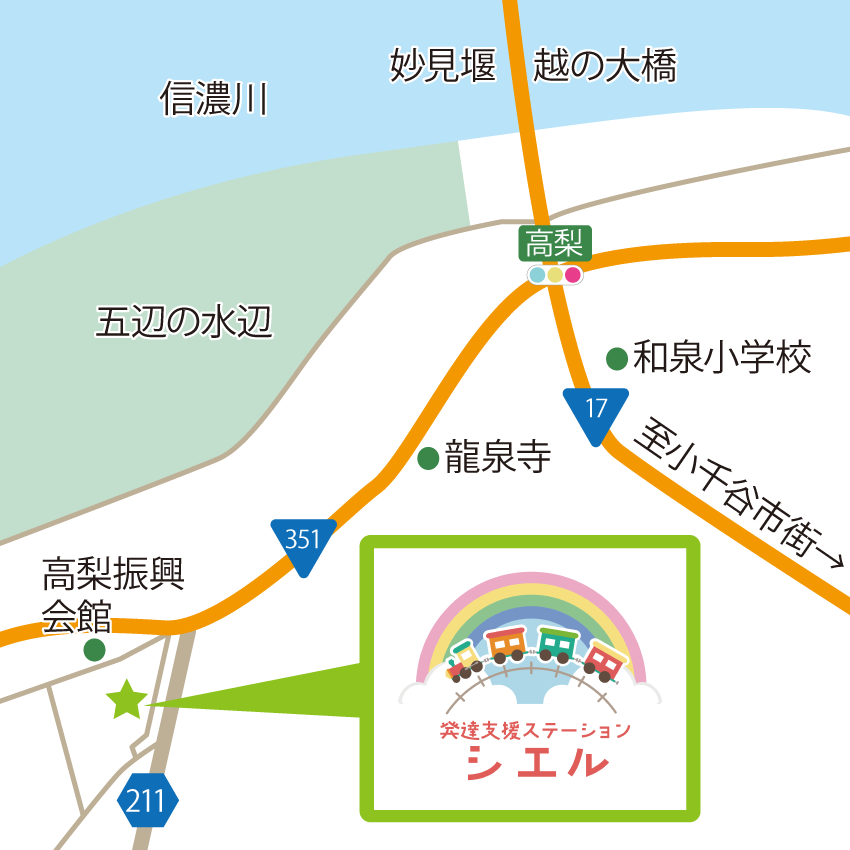 妙見堰
越の大橋
信濃川
高梨
五辺の水辺
和泉小学校
17
至小千谷市街→
龍泉寺
351
高梨振興
会館
発達支援ステーション
シエル
211